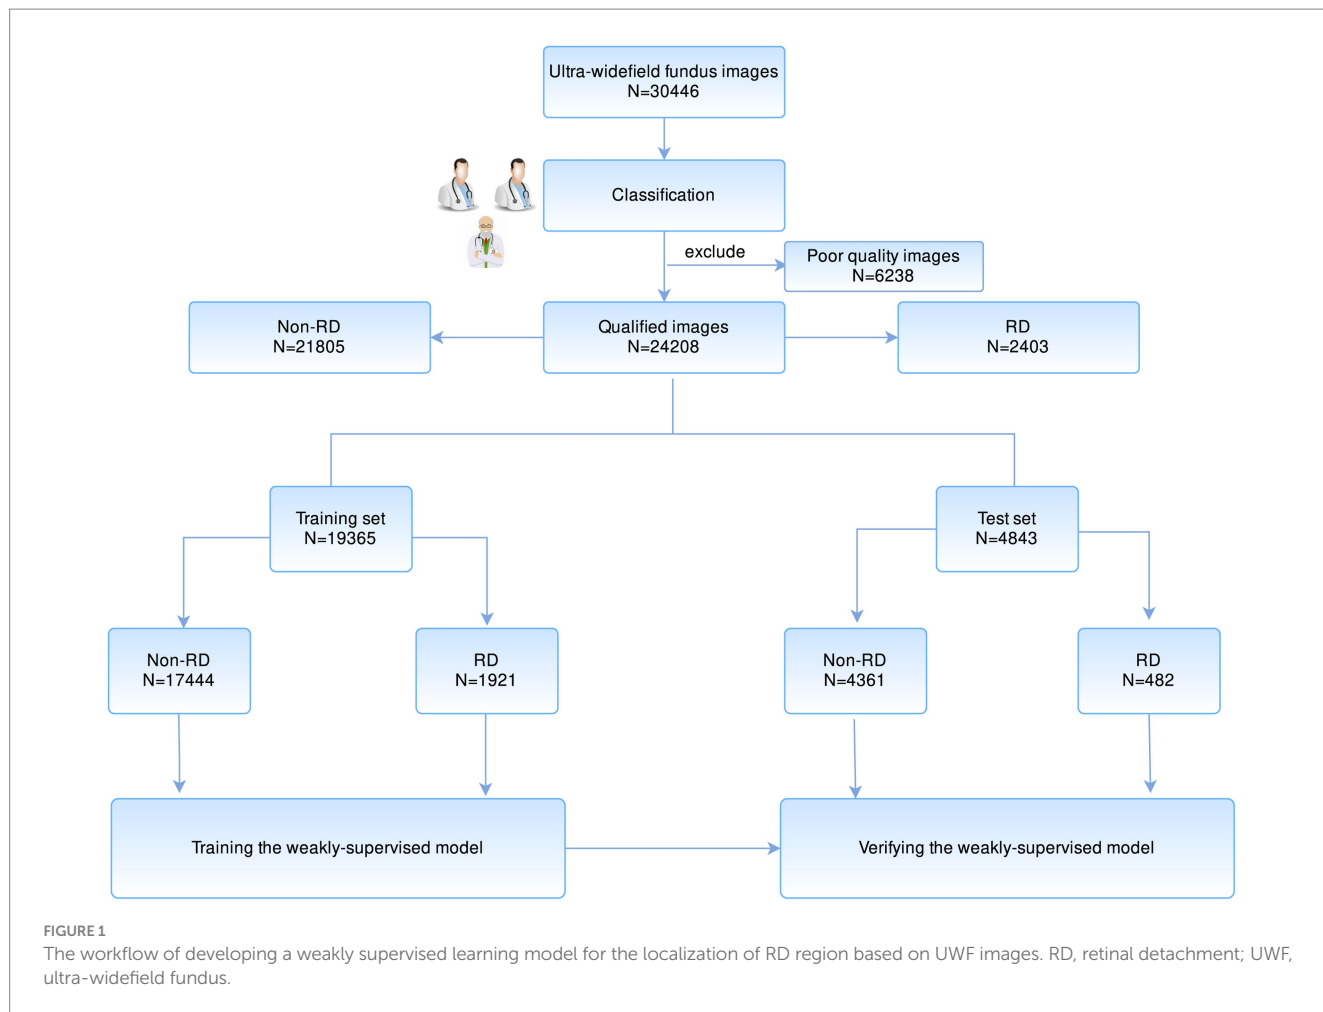 Ultra-widefield fundus images
N=30446
Classification
exclude
Poor quality images
N=6238
Non-RD
N=21805
Qualified images
N=24208
RD
N=2403
Training set
N=19365
Test set
N=4843
Non-RD
N=17444
RD
N=1921
Non-RD
N=4361
RD
N=482
Training the weakly-supervised model
Verifying the weakly-supervised model
FIGURE 1
The workflow of developing a weakly supervised learning model for the localization of RD region based on UWF images. RD, retinal detachment; UWF,
ultra-widefield fundus.